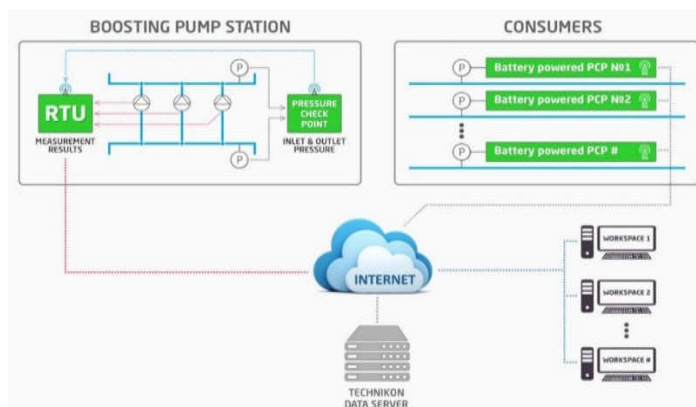 BOOSTING PUMP STATION
CONSUMERS
P
RTU
MEASUREMENT
RESULTS
PRESSURE
CHECK
POINT
INLET & OUTLET
PRESSURE
P
P
Battery powered PCP №1
P
Battery powered PCP №2
P
Battery powered PCP #
INTERNET
WORKSPACE 1
WORKSPACE 2
WORKSPACE #
TECHNIKON
DATA SERVER